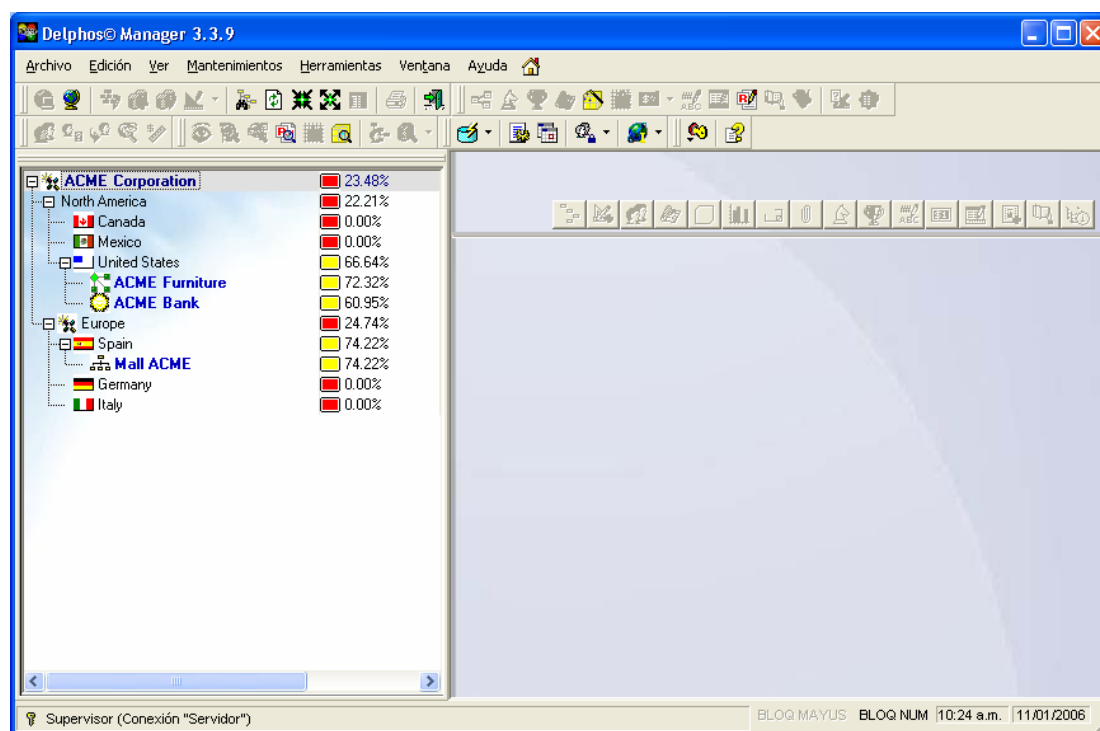 Delphos© Manager 3.3.9
Archivo Edición Ver Mantenimientos Herramientas Ventana Ayuda
ACME Corporation 23.48%
North America 22.21%
Canada 0.00%
Mexico 0.00%
United States 66.64%
ACME Furniture 72.32%
ACME Bank 60.95%
Europe 24.74%
Spain 74.22%
Mall ACME 74.22%
Germany 0.00%
Italy 0.00%
Supervisor (Conexión "Servidor") BLOQ MAYUS BLOQ NUM 10:24 a.m. 11/01/2006